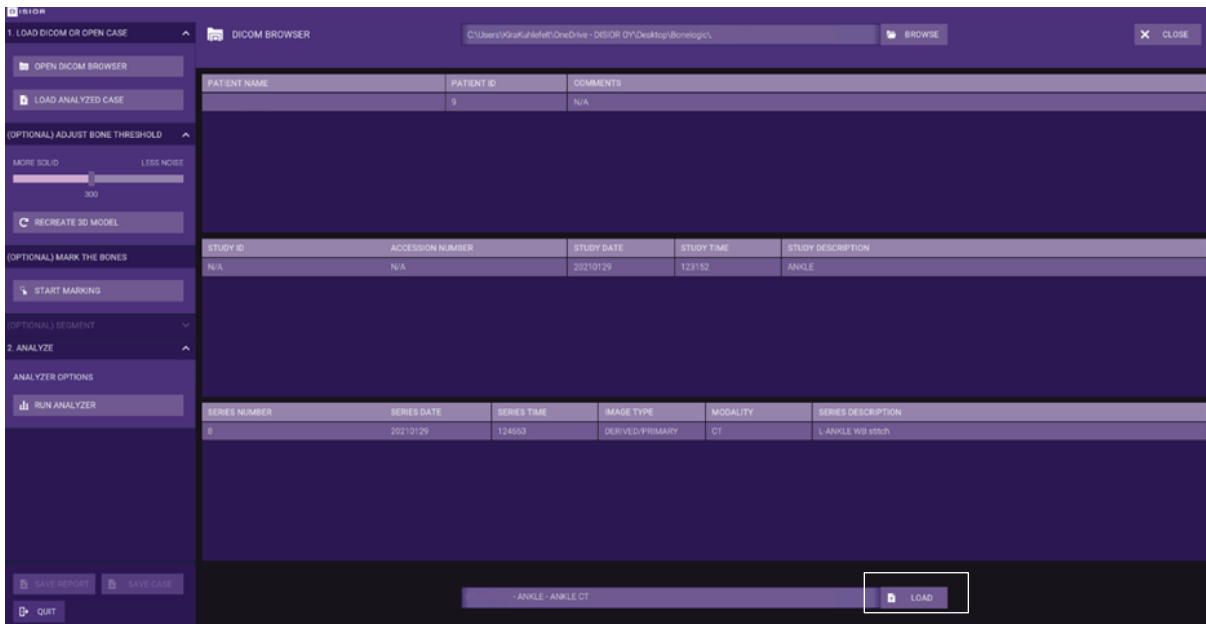 DISIOR
1. LOAD DICOM OR OPEN CASE
OPEN DICOM BROWSER
LOAD ANALYZED CASE
(OPTIONAL) ADJUST BONE THRESHOLD
MORE SOLID LESS NOISE
300
RECREATE 3D MODEL
(OPTIONAL) MARK THE BONES
START MARKING
(OPTIONAL) SEGMENT
2. ANALYZE
ANALYZER OPTIONS
RUN ANALYZER
SAVE REPORT SAVE CASE
QUIT
DICOM BROWSER C:\Users\KiraKuhlefelt\OneDrive - DISIOR OY\Desktop\Bonelogic\. BROWSE CLOSE
PATIENT NAME PATIENT ID COMMENTS
9 N/A
STUDY ID ACCESSION NUMBER STUDY DATE STUDY TIME STUDY DESCRIPTION
N/A N/A 20210129 123152 ANKLE
SERIES NUMBER SERIES DATE SERIES TIME IMAGE TYPE MODALITY SERIES DESCRIPTION
8 20210129 124653 DERIVED/PRIMARY CT L-ANKLE WB stitch
- ANKLE - ANKLE CT LOAD